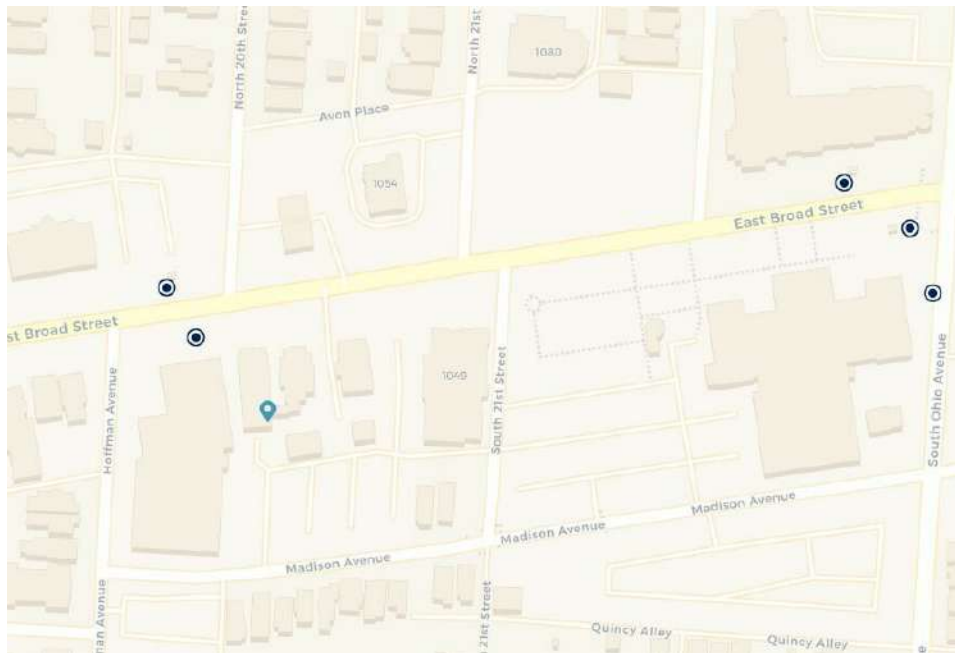 North 20th Stre
North 21st
1080
Avon Place
1054
East Broad Street
st Broad Street
Hoffman Avenue
1049
South 21st Street
South Ohio Avenue
Madison Avenue
Madison Avenue
Madison Avenue
man Avenue
21st Street
Quincy Alley
Quincy Alley